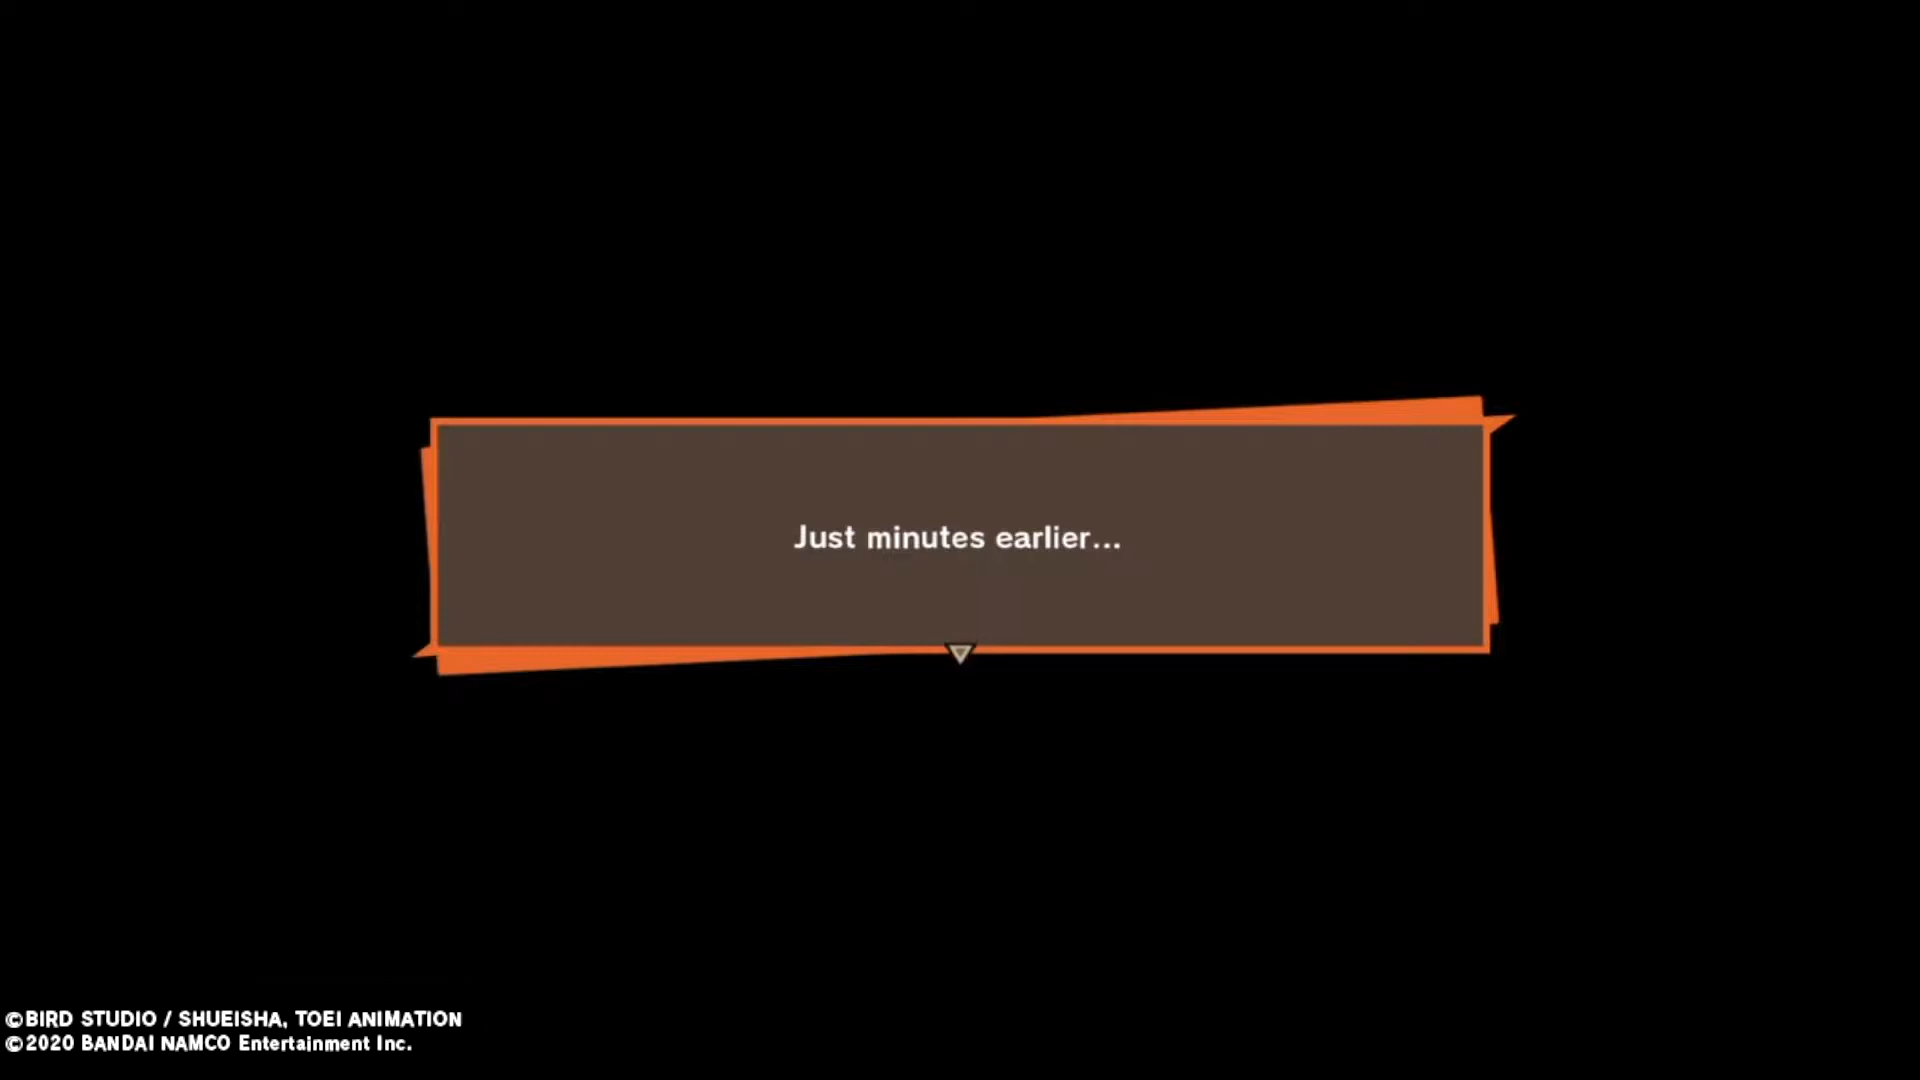 Just minutes earlier...
©BIRD STUDIO / SHUEISHA, TOEI ANIMATION
©2020 BANDAI NAMCO Entertainment Inc.